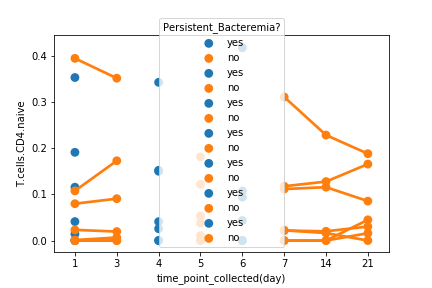 Persistent_Bacteremia?
yes
no
yes
no
yes
no
yes
no
yes
no
yes
no
yes
no
T.cells.CD4.naive
0.4
0.3
0.2
0.1
0.0
1 3 4 5 6 7 14 21
time_point_collected(day)